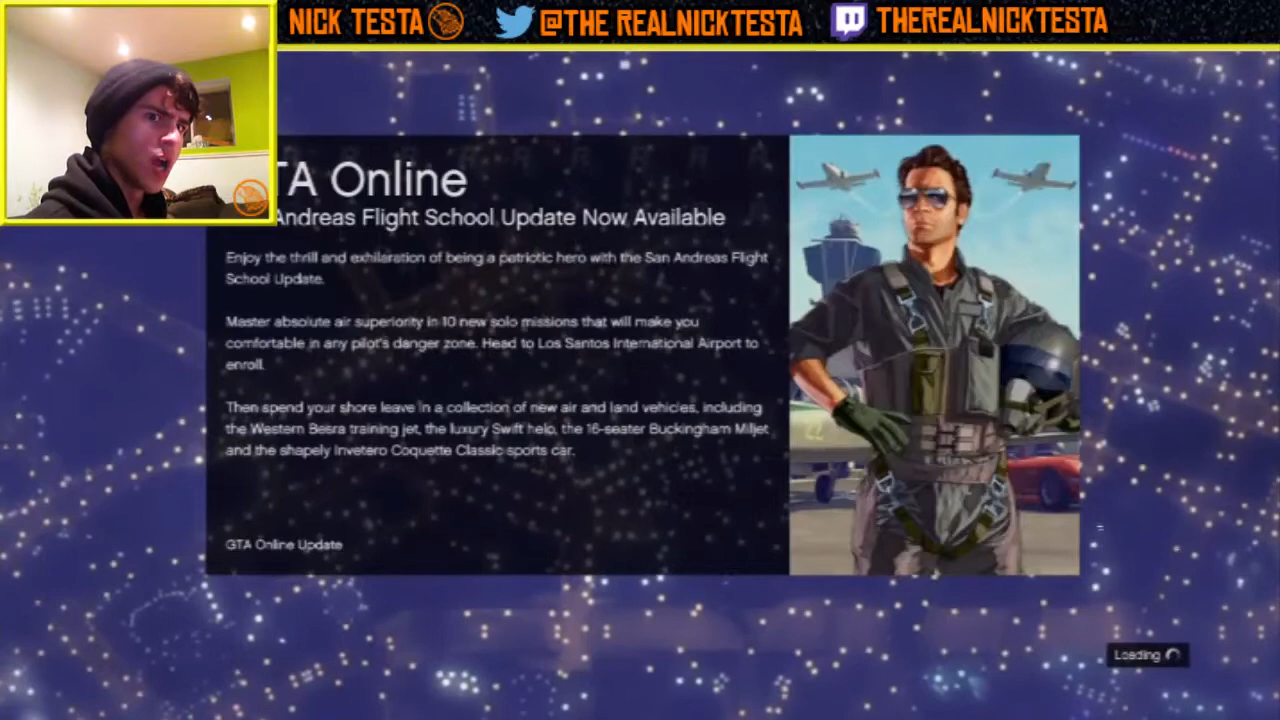 NICK TESTA @THE REALNICKTESTA THEREALNICKTESTA
TA Online
Andreas Flight School Update Now Available
Enjoy the thrill and exhilaration of being a patriotic hero with the San Andreas Flight
School Update.
Master absolute air superiority in 10 new solo missions that will make you
comfortable in any pilot's danger zone. Head to Los Santos International Airport to
enroll.
Then spend your shore leave in a collection of new air and land vehicles, including
the Western Besra training jet, the luxury Swift helo, the 16-seater Buckingham Miljet
and the shapely Invetero Coquette Classic sports car.
GTA Online Update
Loading